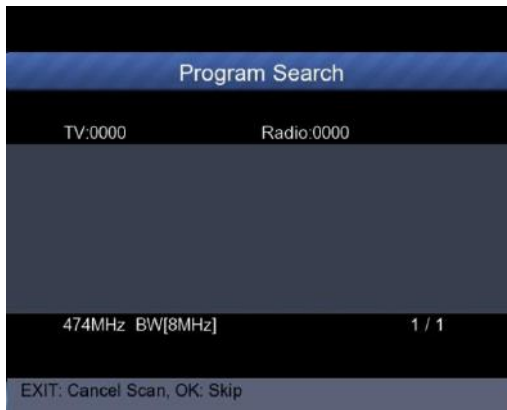 Program Search
TV:0000 Radio:0000
474MHz BW[8MHz] 1 / 1
EXIT: Cancel Scan, OK: Skip